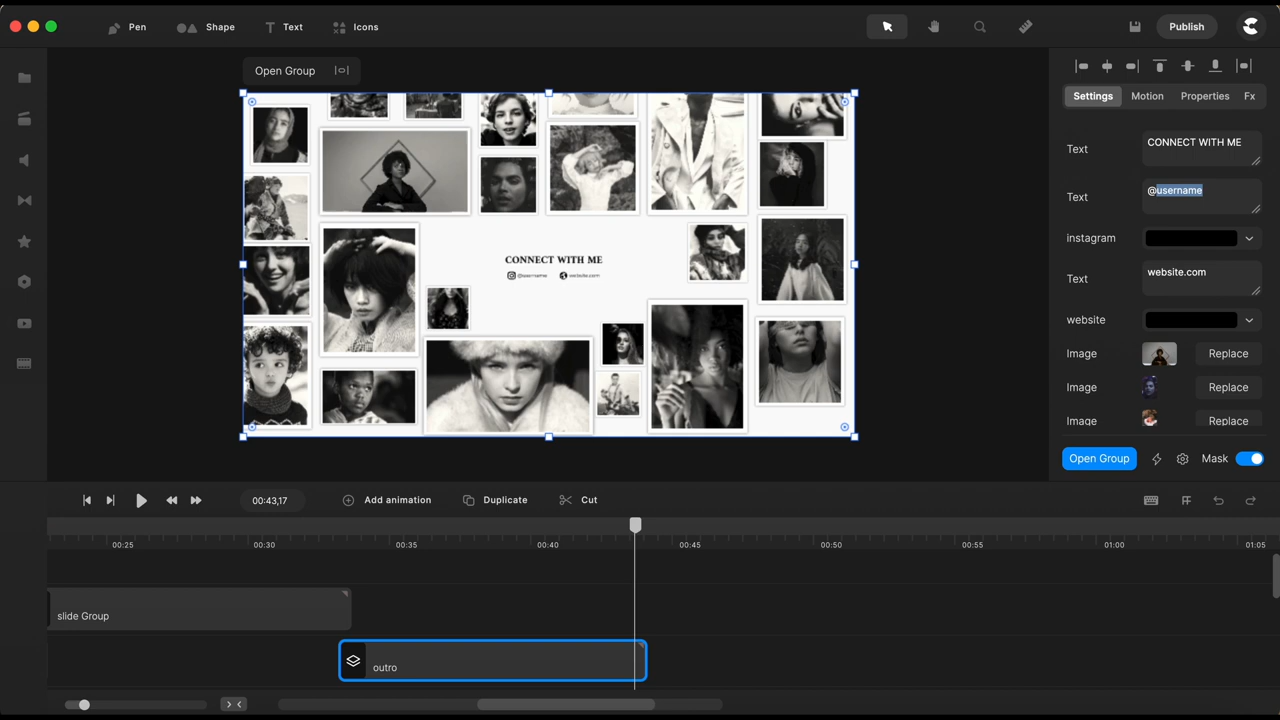 Pen
Shape
Text
Icons
Publish
Open Group
Settings
Motion
Properties
Fx
Text
CONNECT WITH ME
Text
@username
instagram
Text
website.com
website
Image
Replace
Image
Replace
Image
Replace
CONNECT WITH ME
@username
website.com
Open Group
Mask
00:43,17
Add animation
Duplicate
Cut
00:25
00:30
00:35
00:40
00:45
00:50
00:55
01:00
01:05
slide Group
outro